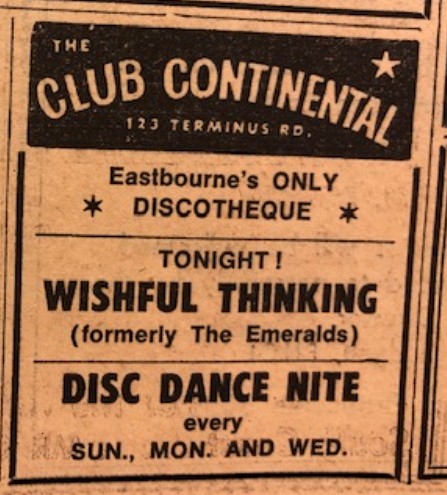 THE
CLUB CONTINENTAL
123 TERMINUS RD.
Eastbourne's ONLY
* DISCOTHEQUE *
TONIGHT!
WISHFUL THINKING
(formerly The Emeralds)
DISC DANCE NITE
every
SUN., MON. AND WED.